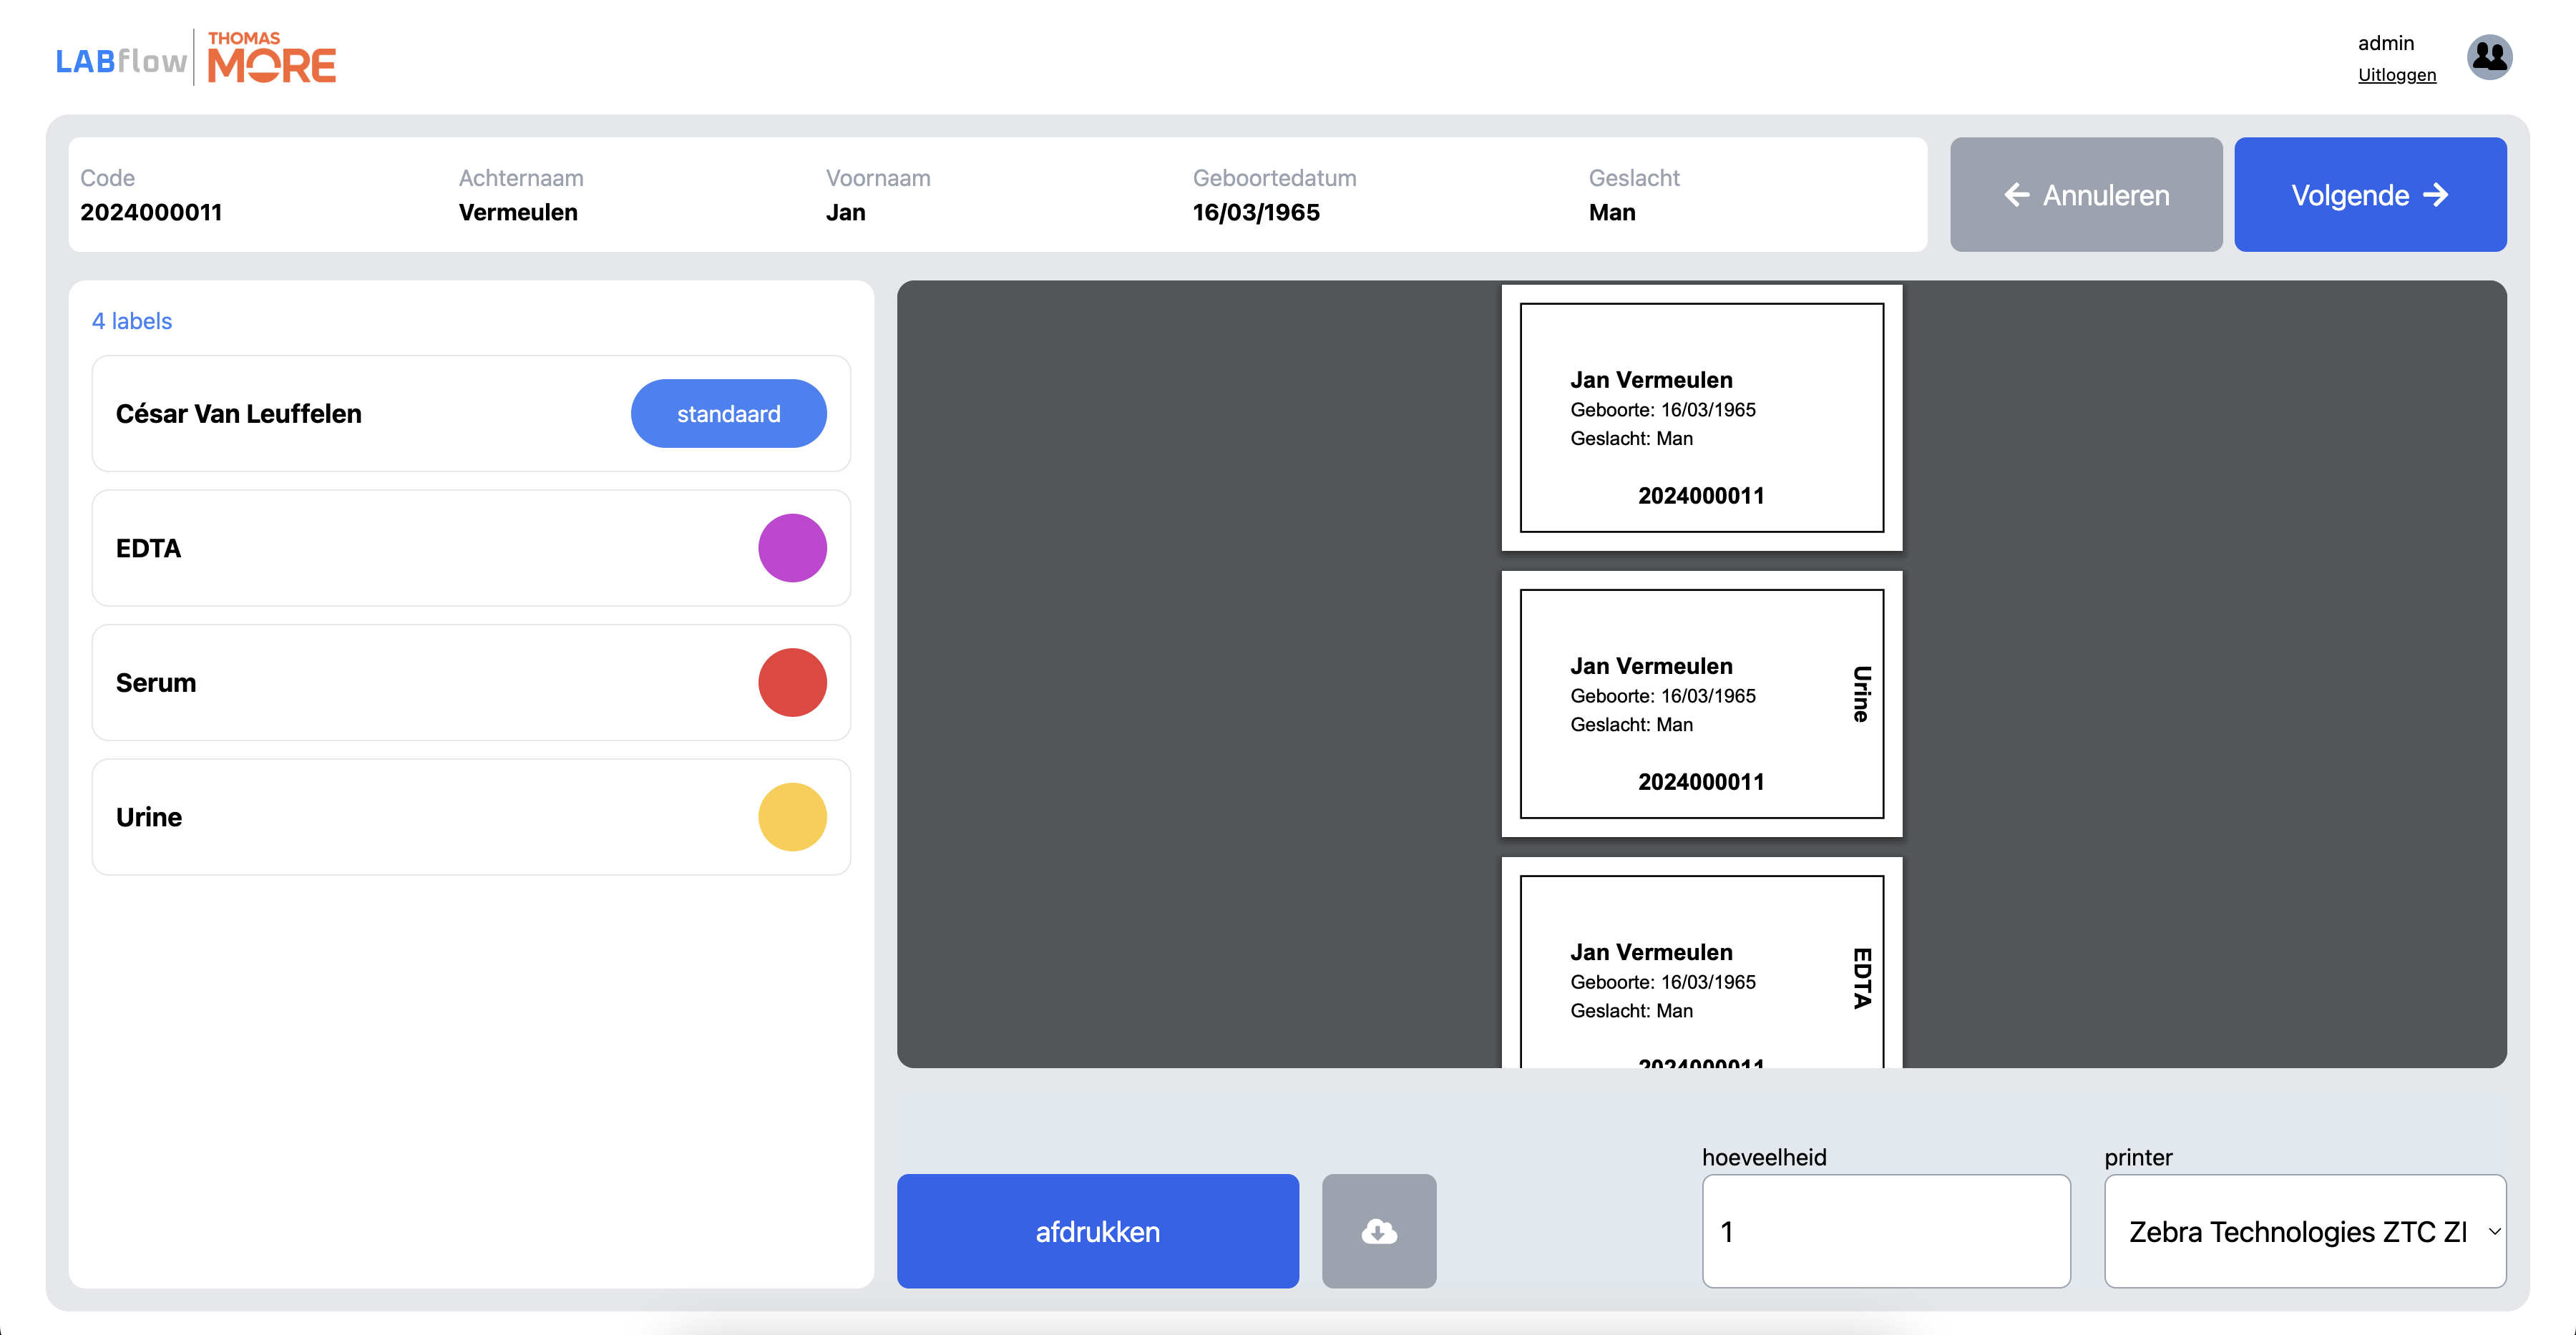 LABflow
THOMAS
MORE
admin
Uitloggen
Code
2024000011
Achternaam
Vermeulen
Voornaam
Jan
Geboortedatum
16/03/1965
Geslacht
Man
Annuleren
Volgende
4 labels
César Van Leuffelen
standaard
EDTA
Serum
Urine
Jan Vermeulen
Geboorte: 16/03/1965
Geslacht: Man
2024000011
Jan Vermeulen
Geboorte: 16/03/1965
Geslacht: Man
Urine
2024000011
Jan Vermeulen
Geboorte: 16/03/1965
Geslacht: Man
EDTA
2024000011
afdrukken
hoeveelheid
1
printer
Zebra Technologies ZTC ZI